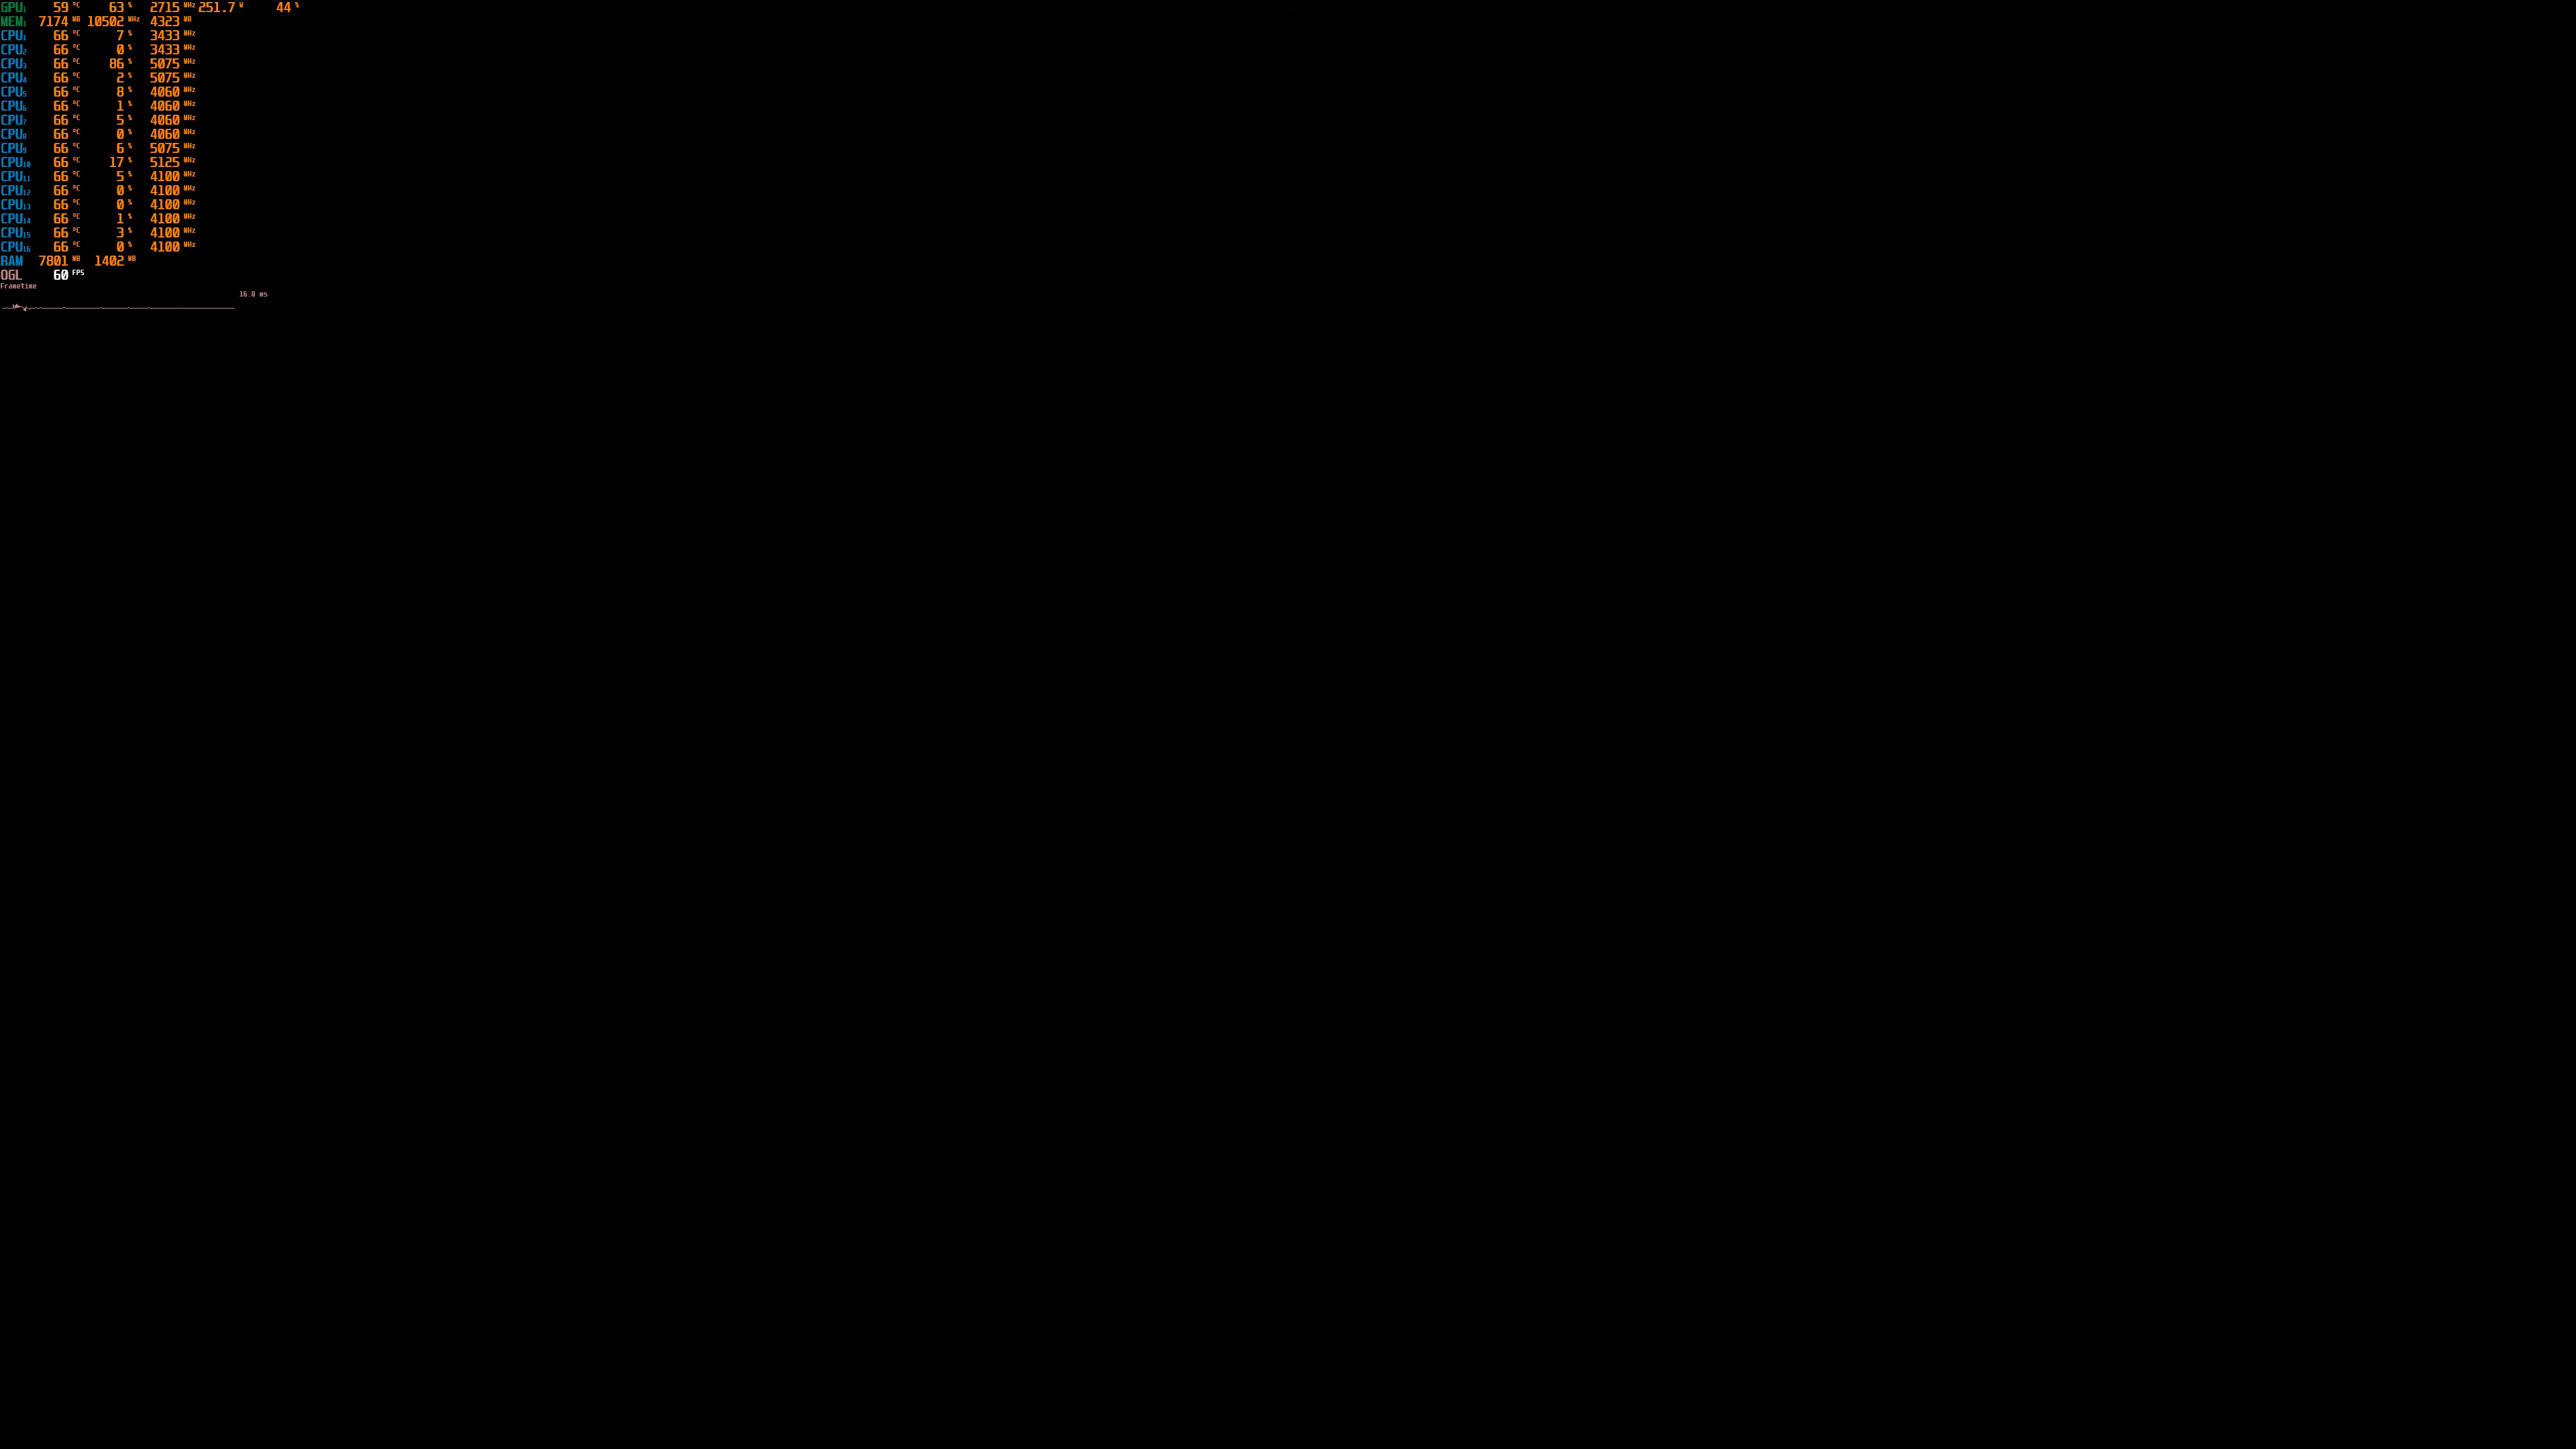 GPU1 59 °C 63 % 2715 MHz 251.7 W 44 %
MEM1 7174 MB 10502 MHz 4323 MB
CPU1 66 °C 7 % 3433 MHz
CPU2 66 °C 0 % 3433 MHz
CPU3 66 °C 86 % 5075 MHz
CPU4 66 °C 2 % 5075 MHz
CPU5 66 °C 8 % 4060 MHz
CPU6 66 °C 1 % 4060 MHz
CPU7 66 °C 5 % 4060 MHz
CPU8 66 °C 0 % 4060 MHz
CPU9 66 °C 6 % 5075 MHz
CPU10 66 °C 17 % 5125 MHz
CPU11 66 °C 5 % 4100 MHz
CPU12 66 °C 0 % 4100 MHz
CPU13 66 °C 0 % 4100 MHz
CPU14 66 °C 1 % 4100 MHz
CPU15 66 °C 3 % 4100 MHz
CPU16 66 °C 0 % 4100 MHz
RAM 7801 MB 1402 MB
OGL 60 FPS
Frametime
16.8 ms